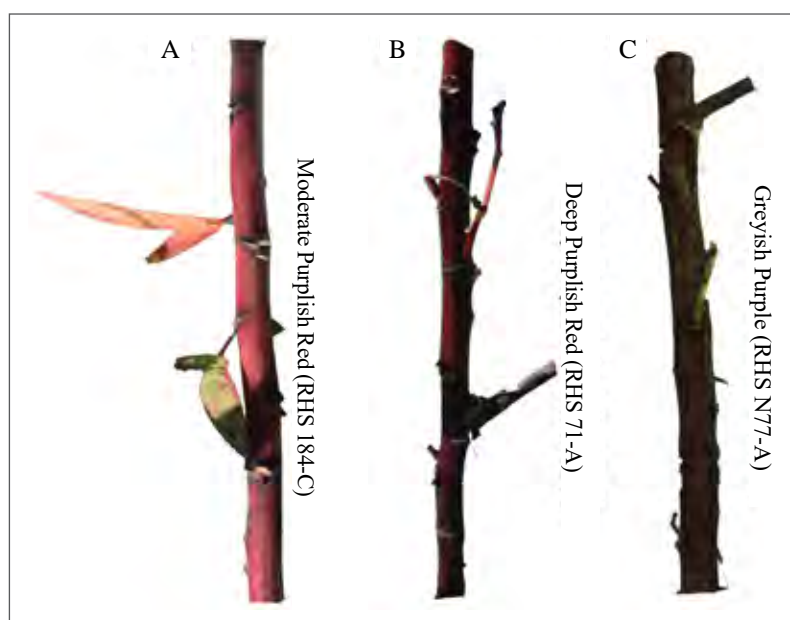 A
B
C
Moderate Purplish Red (RHS 184-C)
Deep Purplish Red (RHS 71-A)
Greyish Purple (RHS N77-A)